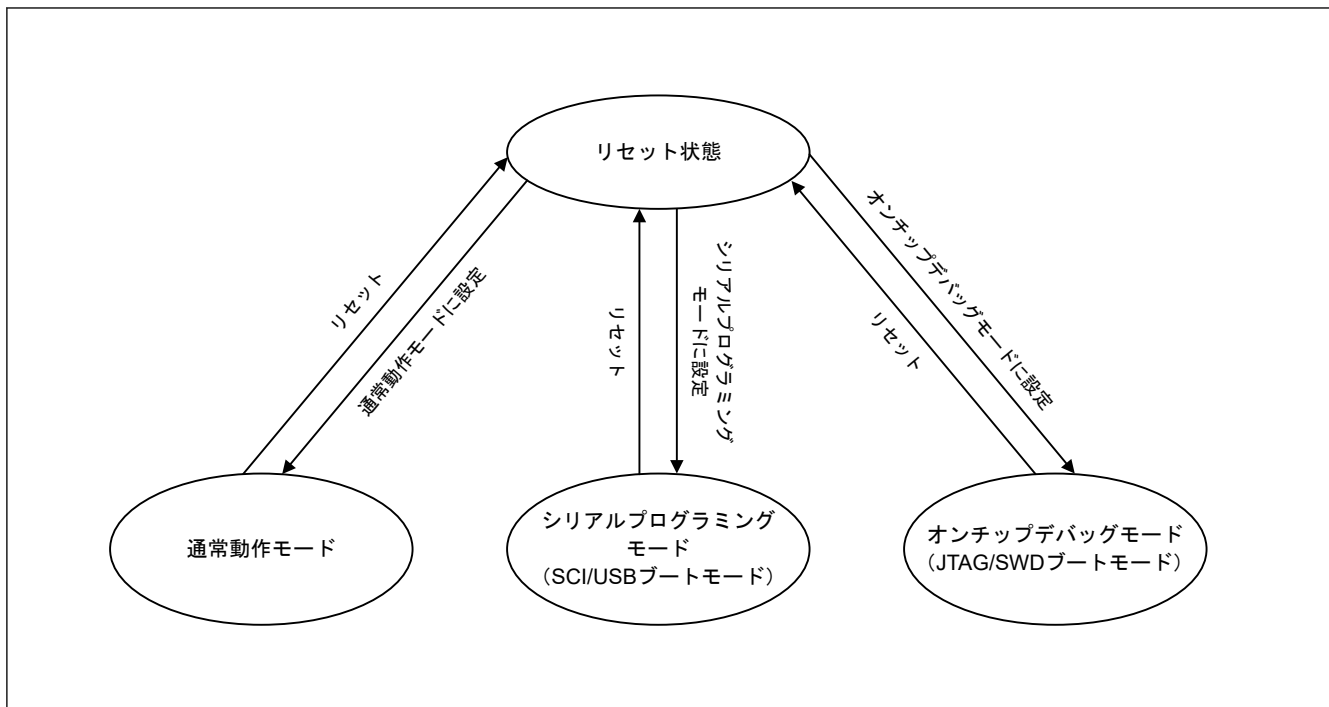 リセット状態
リセット
通常動作モードに設定
リセット
シリアルプログラミング
モードに設定
オンチップデバッグモードに設定
リセット
通常動作モード
シリアルプログラミング
モード
（SCI/USBブートモード）
オンチップデバッグモード
（JTAG/SWDブートモード）